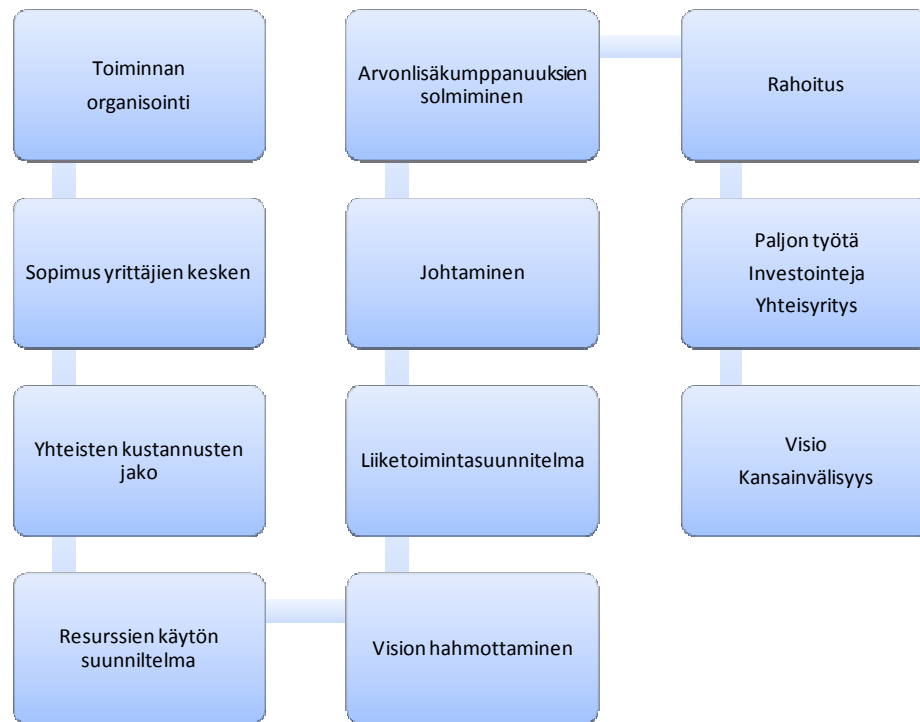 Toiminnan
organisointi
Sopimus yrittäjien kesken
Yhteisten kustannusten
jako
Resurssien käytön
suunniltelma
Vision hahmottaminen
Liiketoimintasuunnitelma
Johtaminen
Arvonlisäkumppanuuksien
solmiminen
Rahoitus
Paljon työtä
Investointeja
Yhteisyritys
Visio
Kansainvälisyys